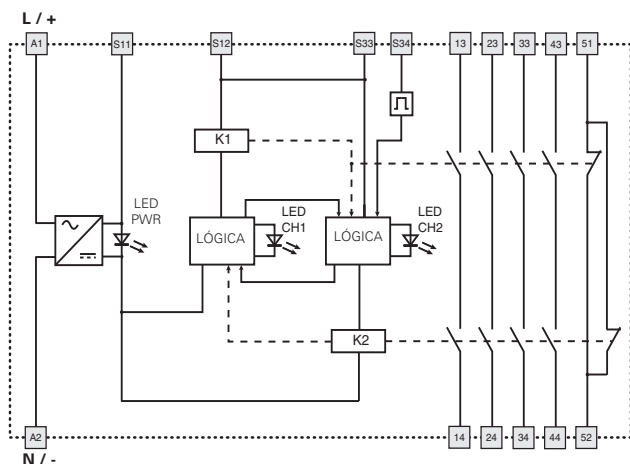 L / +
A1
S11
S12
S33
S34
13
23
33
43
51
K1
LED
PWR
LÓGICA
LED
CH1
LÓGICA
LED
CH2
K2
A2
14
24
34
44
52
N / -